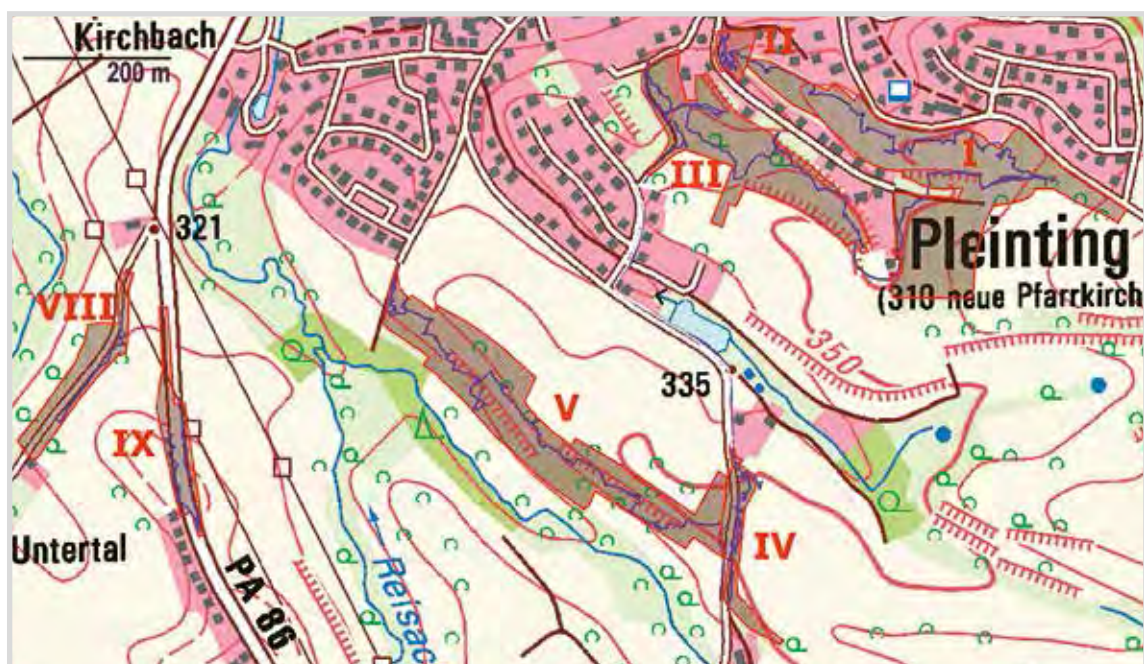 Kirchbach
200 m
II
I
III
321
Pleinting
(310 neue Pfarrkirch
VIII
350
335
V
IX
IV
Untertal
PA 86
Reisac